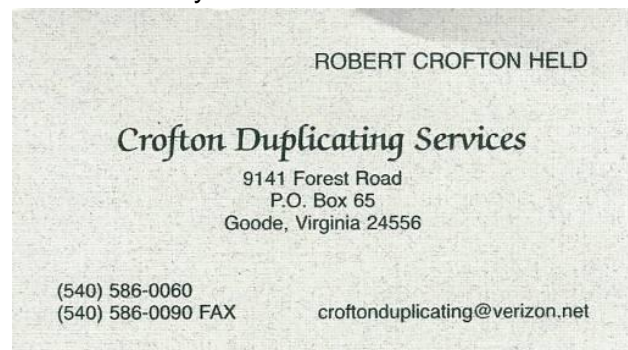 ROBERT CROFTON HELD
Crofton Duplicating Services
9141 Forest Road
P.O. Box 65
Goode, Virginia 24556
(540) 586-0060
(540) 586-0090 FAX
croftonduplicating@verizon.net